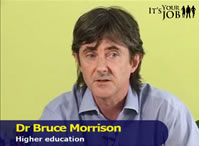 IT'S YOUR
JOB
Dr Bruce Morrison
Higher education